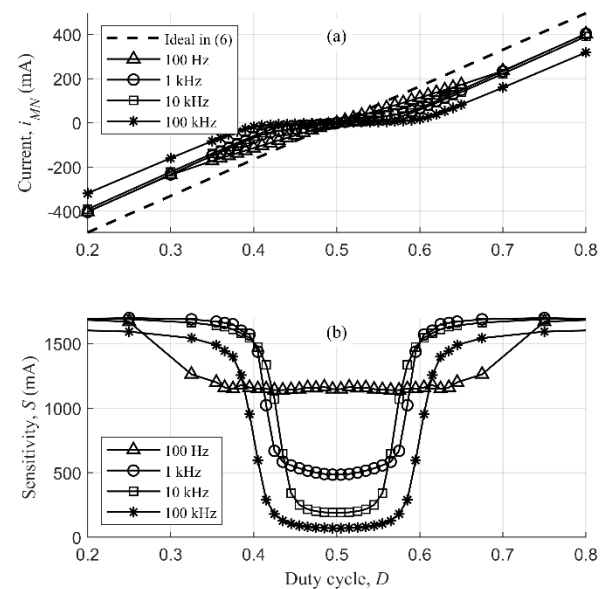 (a)
Ideal in (6)
100 Hz
1 kHz
10 kHz
100 kHz
Current, i_MN (mA)
400
200
0
-200
-400
0.2
0.3
0.4
0.5
0.6
0.7
0.8
(b)
Sensitivity, S (mA)
1500
1000
500
0
100 Hz
1 kHz
10 kHz
100 kHz
0.2
0.3
0.4
0.5
0.6
0.7
0.8
Duty cycle, D